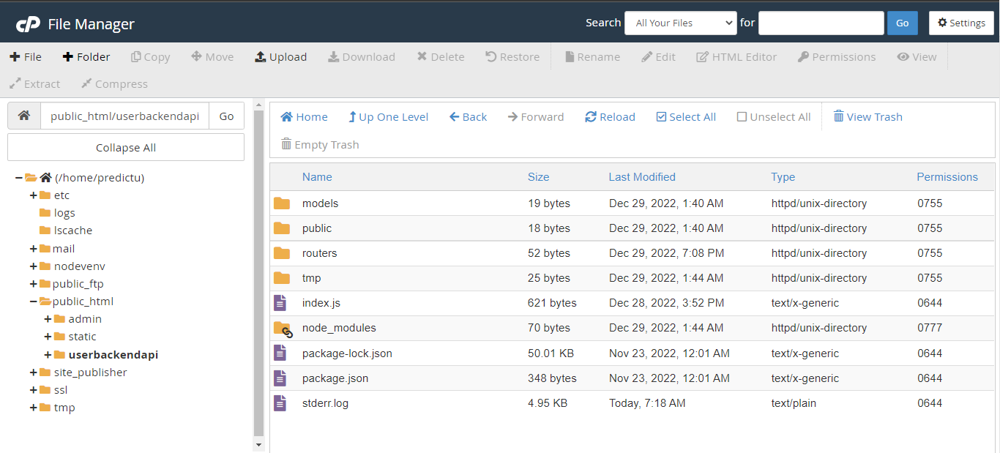 cP File Manager Search All Your Files for Go Settings
File Folder Copy Move Upload Download Delete Restore Rename Edit HTML Editor Permissions View
Extract Compress
public_html/userbackendapi Go
Collapse All
(/home/predictu)
etc
logs
lscache
mail
nodevenv
public_ftp
public_html
admin
static
userbackendapi
site_publisher
ssl
tmp
Home Up One Level Back Forward Reload Select All Unselect All View Trash
Empty Trash
Name Size Last Modified Type Permissions
models 19 bytes Dec 29, 2022, 1:40 AM httpd/unix-directory 0755
public 18 bytes Dec 29, 2022, 1:40 AM httpd/unix-directory 0755
routers 52 bytes Dec 29, 2022, 7:08 PM httpd/unix-directory 0755
tmp 25 bytes Dec 29, 2022, 1:44 AM httpd/unix-directory 0755
index.js 621 bytes Dec 28, 2022, 3:52 PM text/x-generic 0644
node_modules 70 bytes Dec 29, 2022, 1:44 AM httpd/unix-directory 0777
package-lock.json 50.01 KB Nov 23, 2022, 12:01 AM text/x-generic 0644
package.json 348 bytes Nov 23, 2022, 12:01 AM text/x-generic 0644
stderr.log 4.95 KB Today, 7:18 AM text/plain 0644